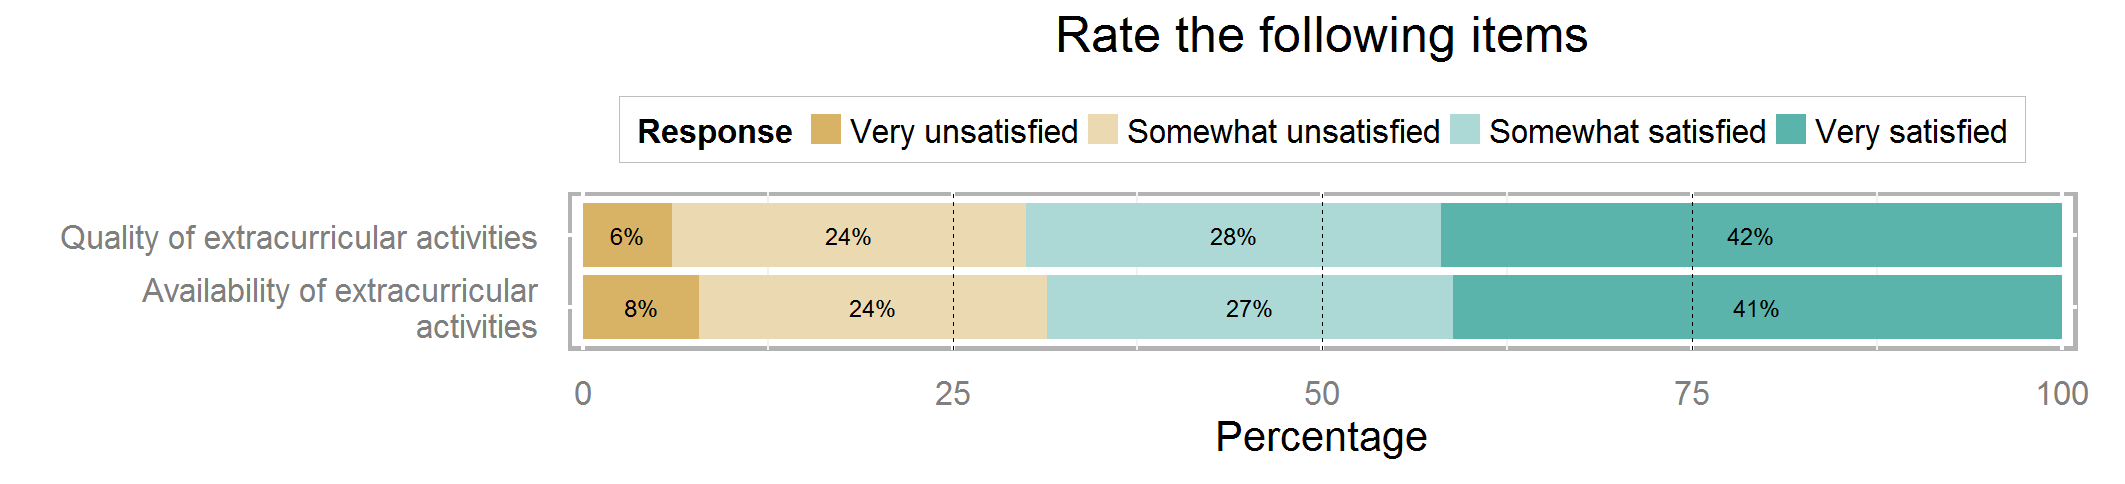 Rate the following items
Response Very unsatisfied Somewhat unsatisfied Somewhat satisfied Very satisfied
Quality of extracurricular activities 6% 24% 28% 42%
Availability of extracurricular
activities 8% 24% 27% 41%
0 25 50 75 100
Percentage